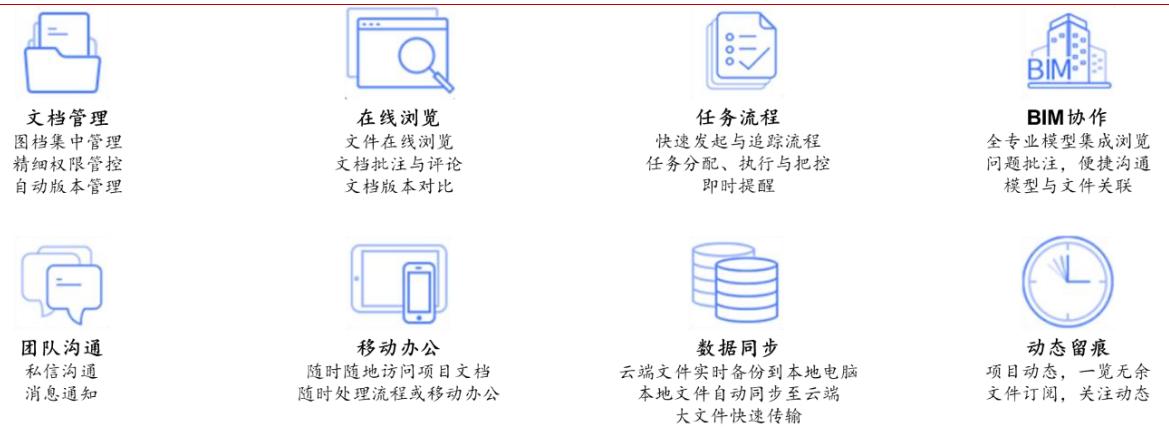 文档管理
图档集中管理
精细权限管控
自动版本管理
在线浏览
文件在线浏览
文档批注与评论
文档版本对比
任务流程
快速发起与追踪流程
任务分配、执行与把控
即时提醒
BIM
BIM协作
全专业模型集成浏览
问题批注，便捷沟通
模型与文件关联
团队沟通
私信沟通
消息通知
移动办公
随时随地访问项目文档
随时处理流程或移动办公
数据同步
云端文件实时备份到本地电脑
本地文件自动同步至云端
大文件快速传输
动态留痕
项目动态，一览无余
文件订阅，关注动态